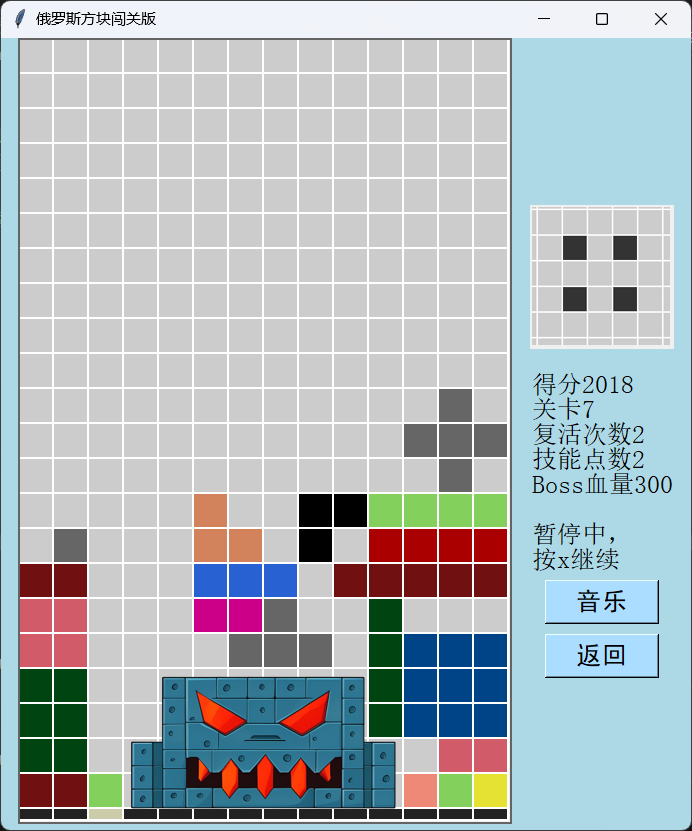 俄罗斯方块闯关版
得分2018
关卡7
复活次数2
技能点数2
Boss血量300
暂停中,
按x继续
音乐
返回